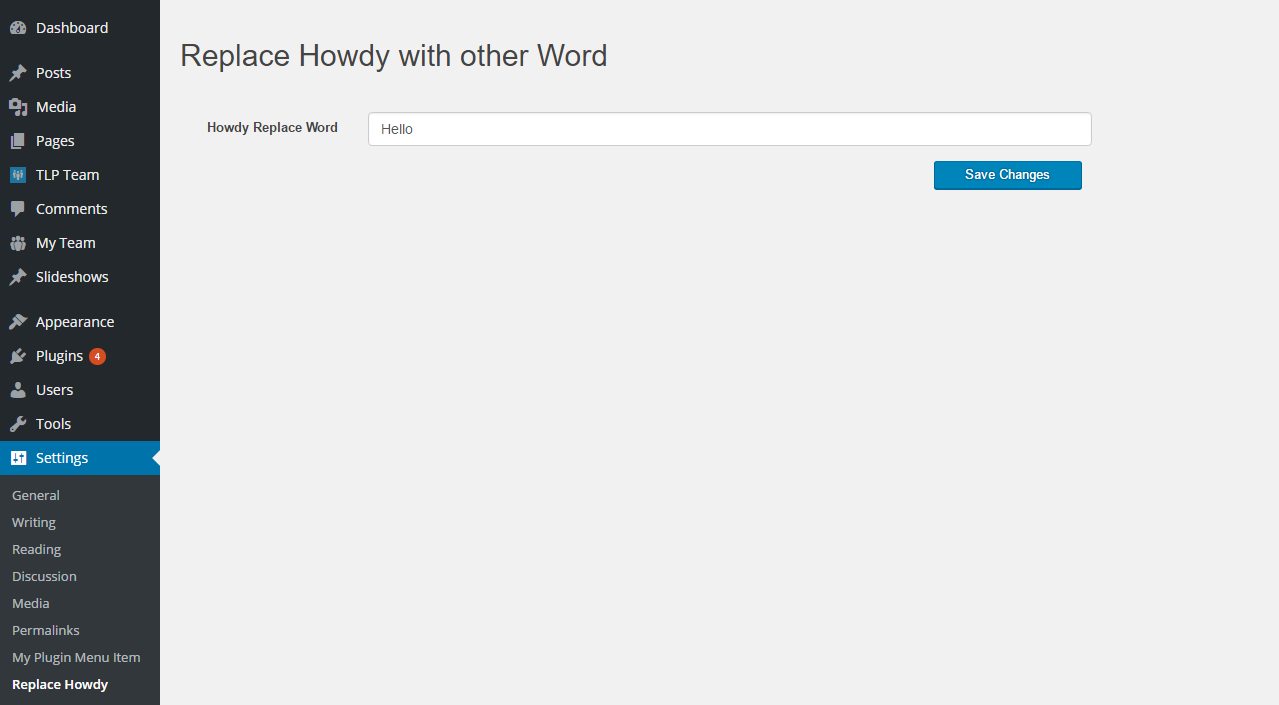 Dashboard
Posts
Media
Pages
TLP Team
Comments
My Team
Slideshows
Appearance
Plugins 4
Users
Tools
Settings
General
Writing
Reading
Discussion
Media
Permalinks
My Plugin Menu Item
Replace Howdy
Replace Howdy with other Word
Howdy Replace Word Hello
Save Changes